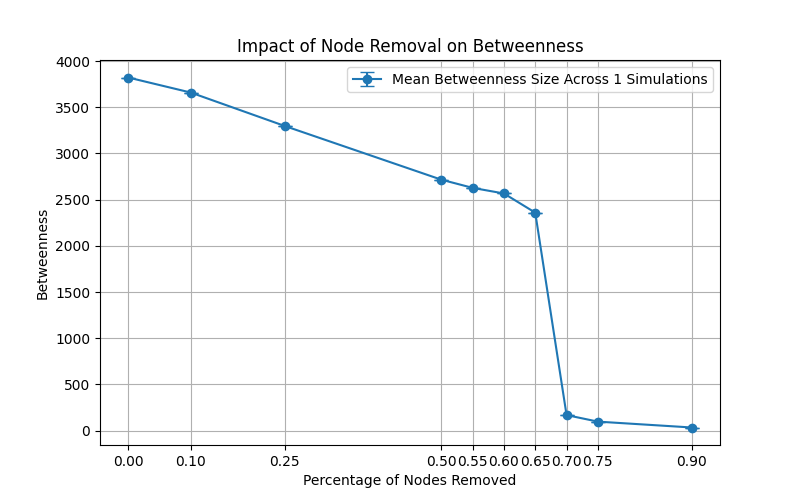 Impact of Node Removal on Betweenness
Mean Betweenness Size Across 1 Simulations
4000
3500
3000
2500
2000
1500
1000
500
0
Betweenness
0.00 0.10 0.25 0.50 0.55 0.60 0.65 0.70 0.75 0.90
Percentage of Nodes Removed